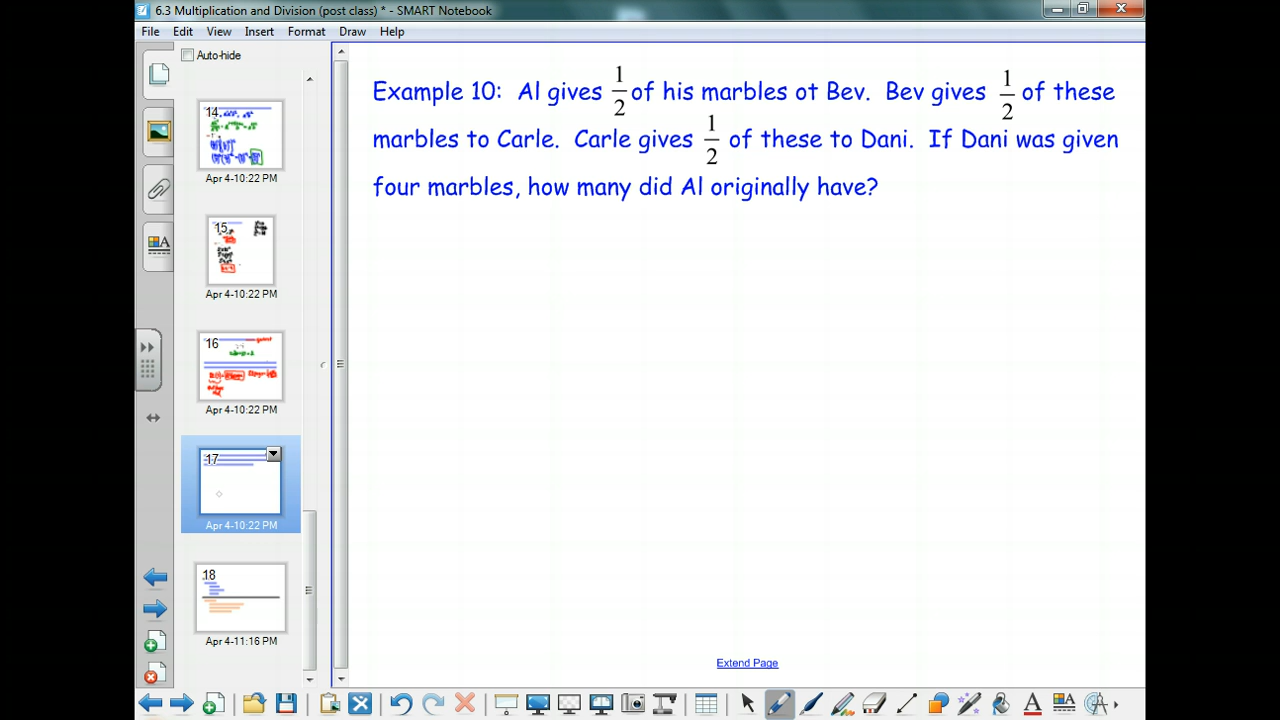 6.3 Multiplication and Division (post class) * - SMART Notebook
File Edit View Insert Format Draw Help
Auto-hide
14
Apr 4-10:22 PM
15
Apr 4-10:22 PM
16
Apr 4-10:22 PM
17
Apr 4-10:22 PM
18
Apr 4-11:16 PM
Example 10: Al gives 1/2 of his marbles ot Bev. Bev gives 1/2 of these
marbles to Carle. Carle gives 1/2 of these to Dani. If Dani was given
four marbles, how many did Al originally have?
Extend Page